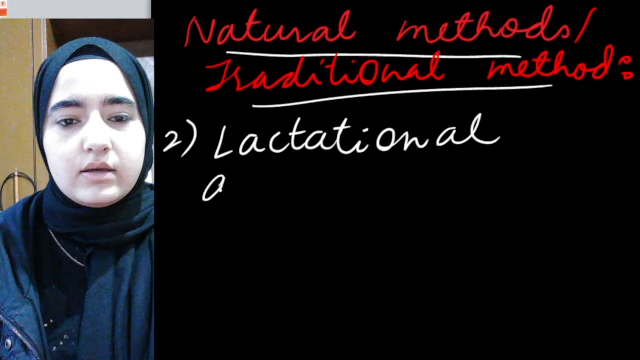 Natural methods/
Traditional method:
2) Lactational
a